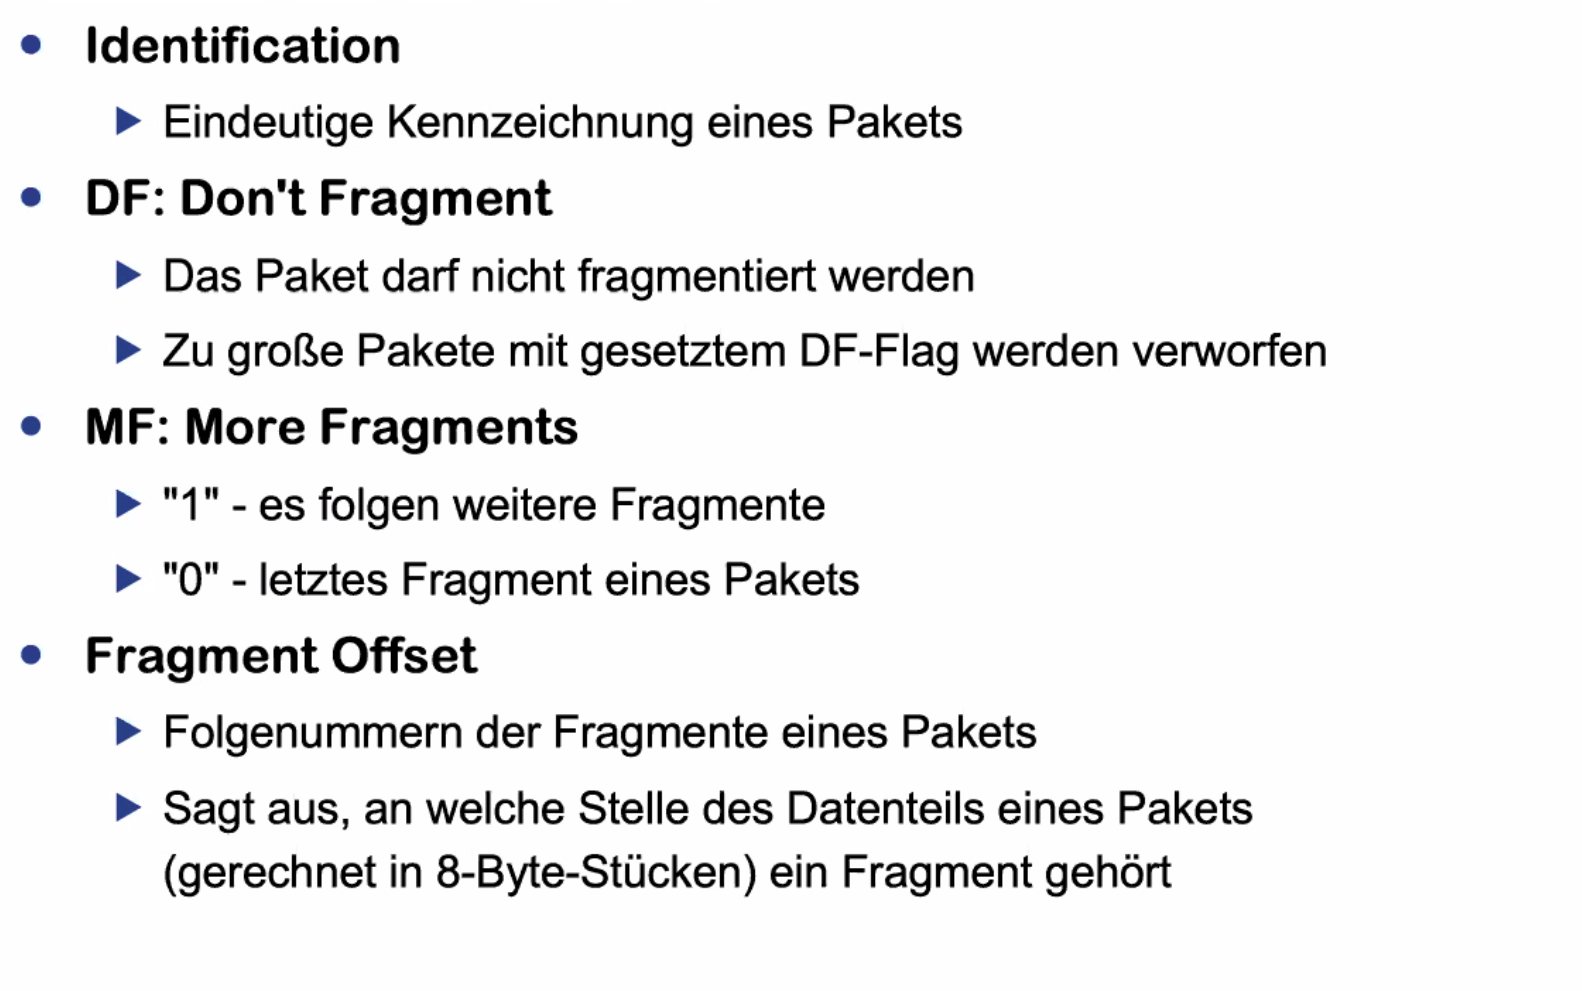 Identification
Eindeutige Kennzeichnung eines Pakets
DF: Don't Fragment
Das Paket darf nicht fragmentiert werden
Zu große Pakete mit gesetztem DF-Flag werden verworfen
MF: More Fragments
"1" - es folgen weitere Fragmente
"0" - letztes Fragment eines Pakets
Fragment Offset
Folgenummern der Fragmente eines Pakets
Sagt aus, an welche Stelle des Datenteils eines Pakets
(gerechnet in 8-Byte-Stücken) ein Fragment gehört